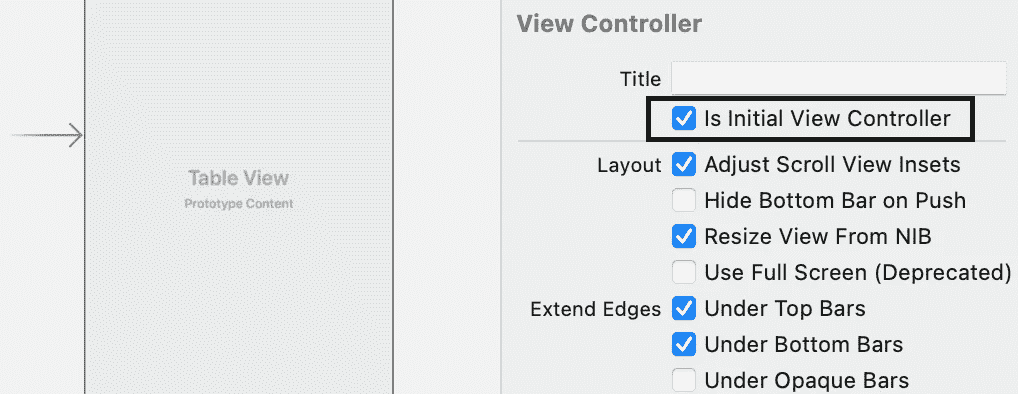 View Controller
Title
Is Initial View Controller
Table View
Prototype Content
Layout Adjust Scroll View Insets
Hide Bottom Bar on Push
Resize View From NIB
Use Full Screen (Deprecated)
Extend Edges Under Top Bars
Under Bottom Bars
Under Opaque Bars